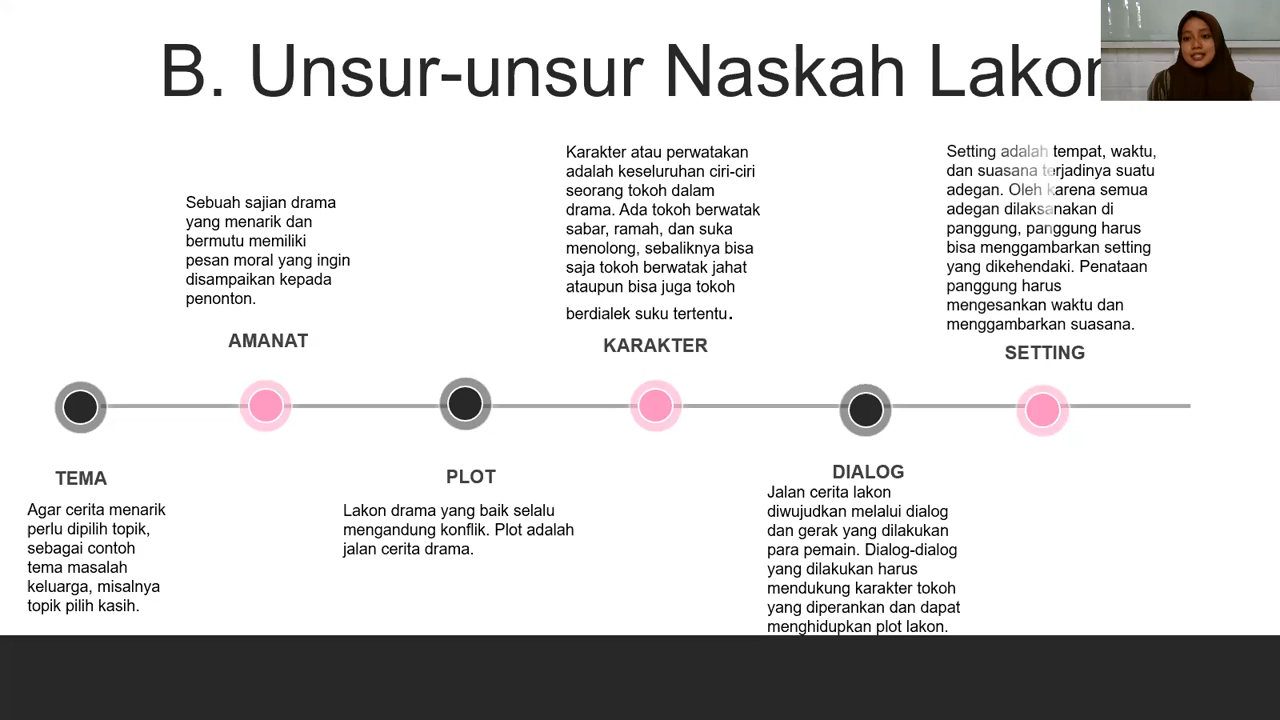 B. Unsur-unsur Naskah Lakon
Sebuah sajian drama
yang menarik dan
bermutu memiliki
pesan moral yang ingin
disampaikan kepada
penonton.
AMANAT
Karakter atau perwatakan
adalah keseluruhan ciri-ciri
seorang tokoh dalam
drama. Ada tokoh berwatak
sabar, ramah, dan suka
menolong, sebaliknya bisa
saja tokoh berwatak jahat
ataupun bisa juga tokoh
berdialek suku tertentu.
KARAKTER
Setting adalah tempat, waktu,
dan suasana terjadinya suatu
adegan. Oleh karena semua
adegan dilaksanakan di
panggung, panggung harus
bisa menggambarkan setting
yang dikehendaki. Penataan
panggung harus
mengesankan waktu dan
menggambarkan suasana.
SETTING
TEMA
Agar cerita menarik
perlu dipilih topik,
sebagai contoh
tema masalah
keluarga, misalnya
topik pilih kasih.
PLOT
Lakon drama yang baik selalu
mengandung konflik. Plot adalah
jalan cerita drama.
DIALOG
Jalan cerita lakon
diwujudkan melalui dialog
dan gerak yang dilakukan
para pemain. Dialog-dialog
yang dilakukan harus
mendukung karakter tokoh
yang diperankan dan dapat
menghidupkan plot lakon.